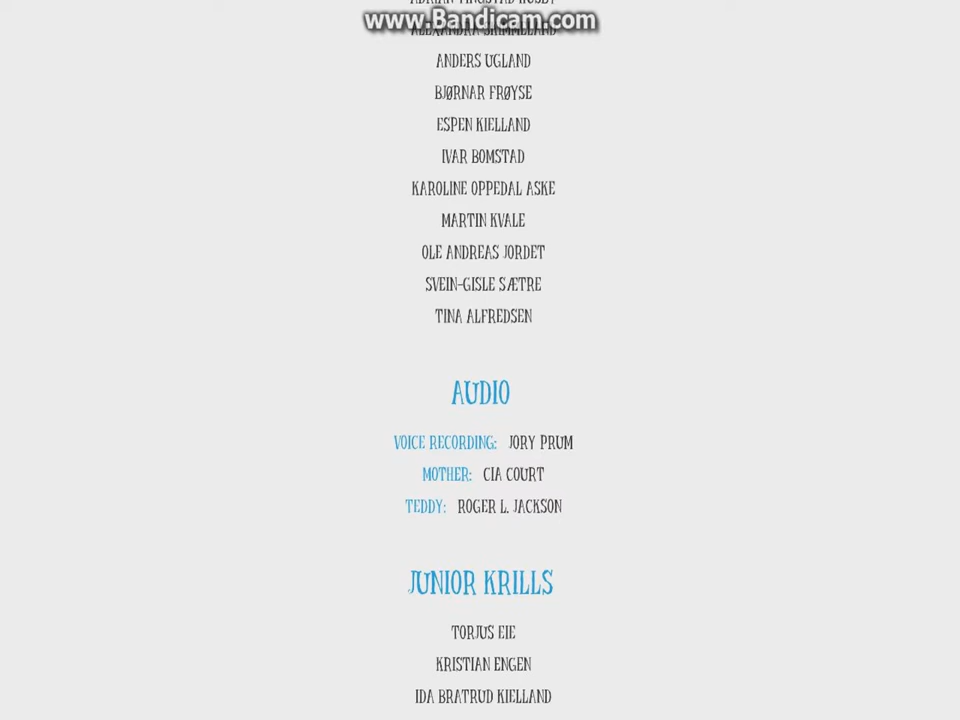 www.Bandicam.com
ANDERS UGLAND
BJØRNAR FRØYSE
ESPEN KIELLAND
IVAR BOMSTAD
KAROLINE OPPEDAL ASKE
MARTIN KVALE
OLE ANDREAS JORDET
SVEIN-GISLE SÆTRE
TINA ALFREDSEN
AUDIO
VOICE RECORDING: JORY PRUM
MOTHER: CIA COURT
TEDDY: ROGER L. JACKSON
JUNIOR KRILLS
TORJUS EIE
KRISTIAN ENGEN
IDA BRATRUD KIELLAND